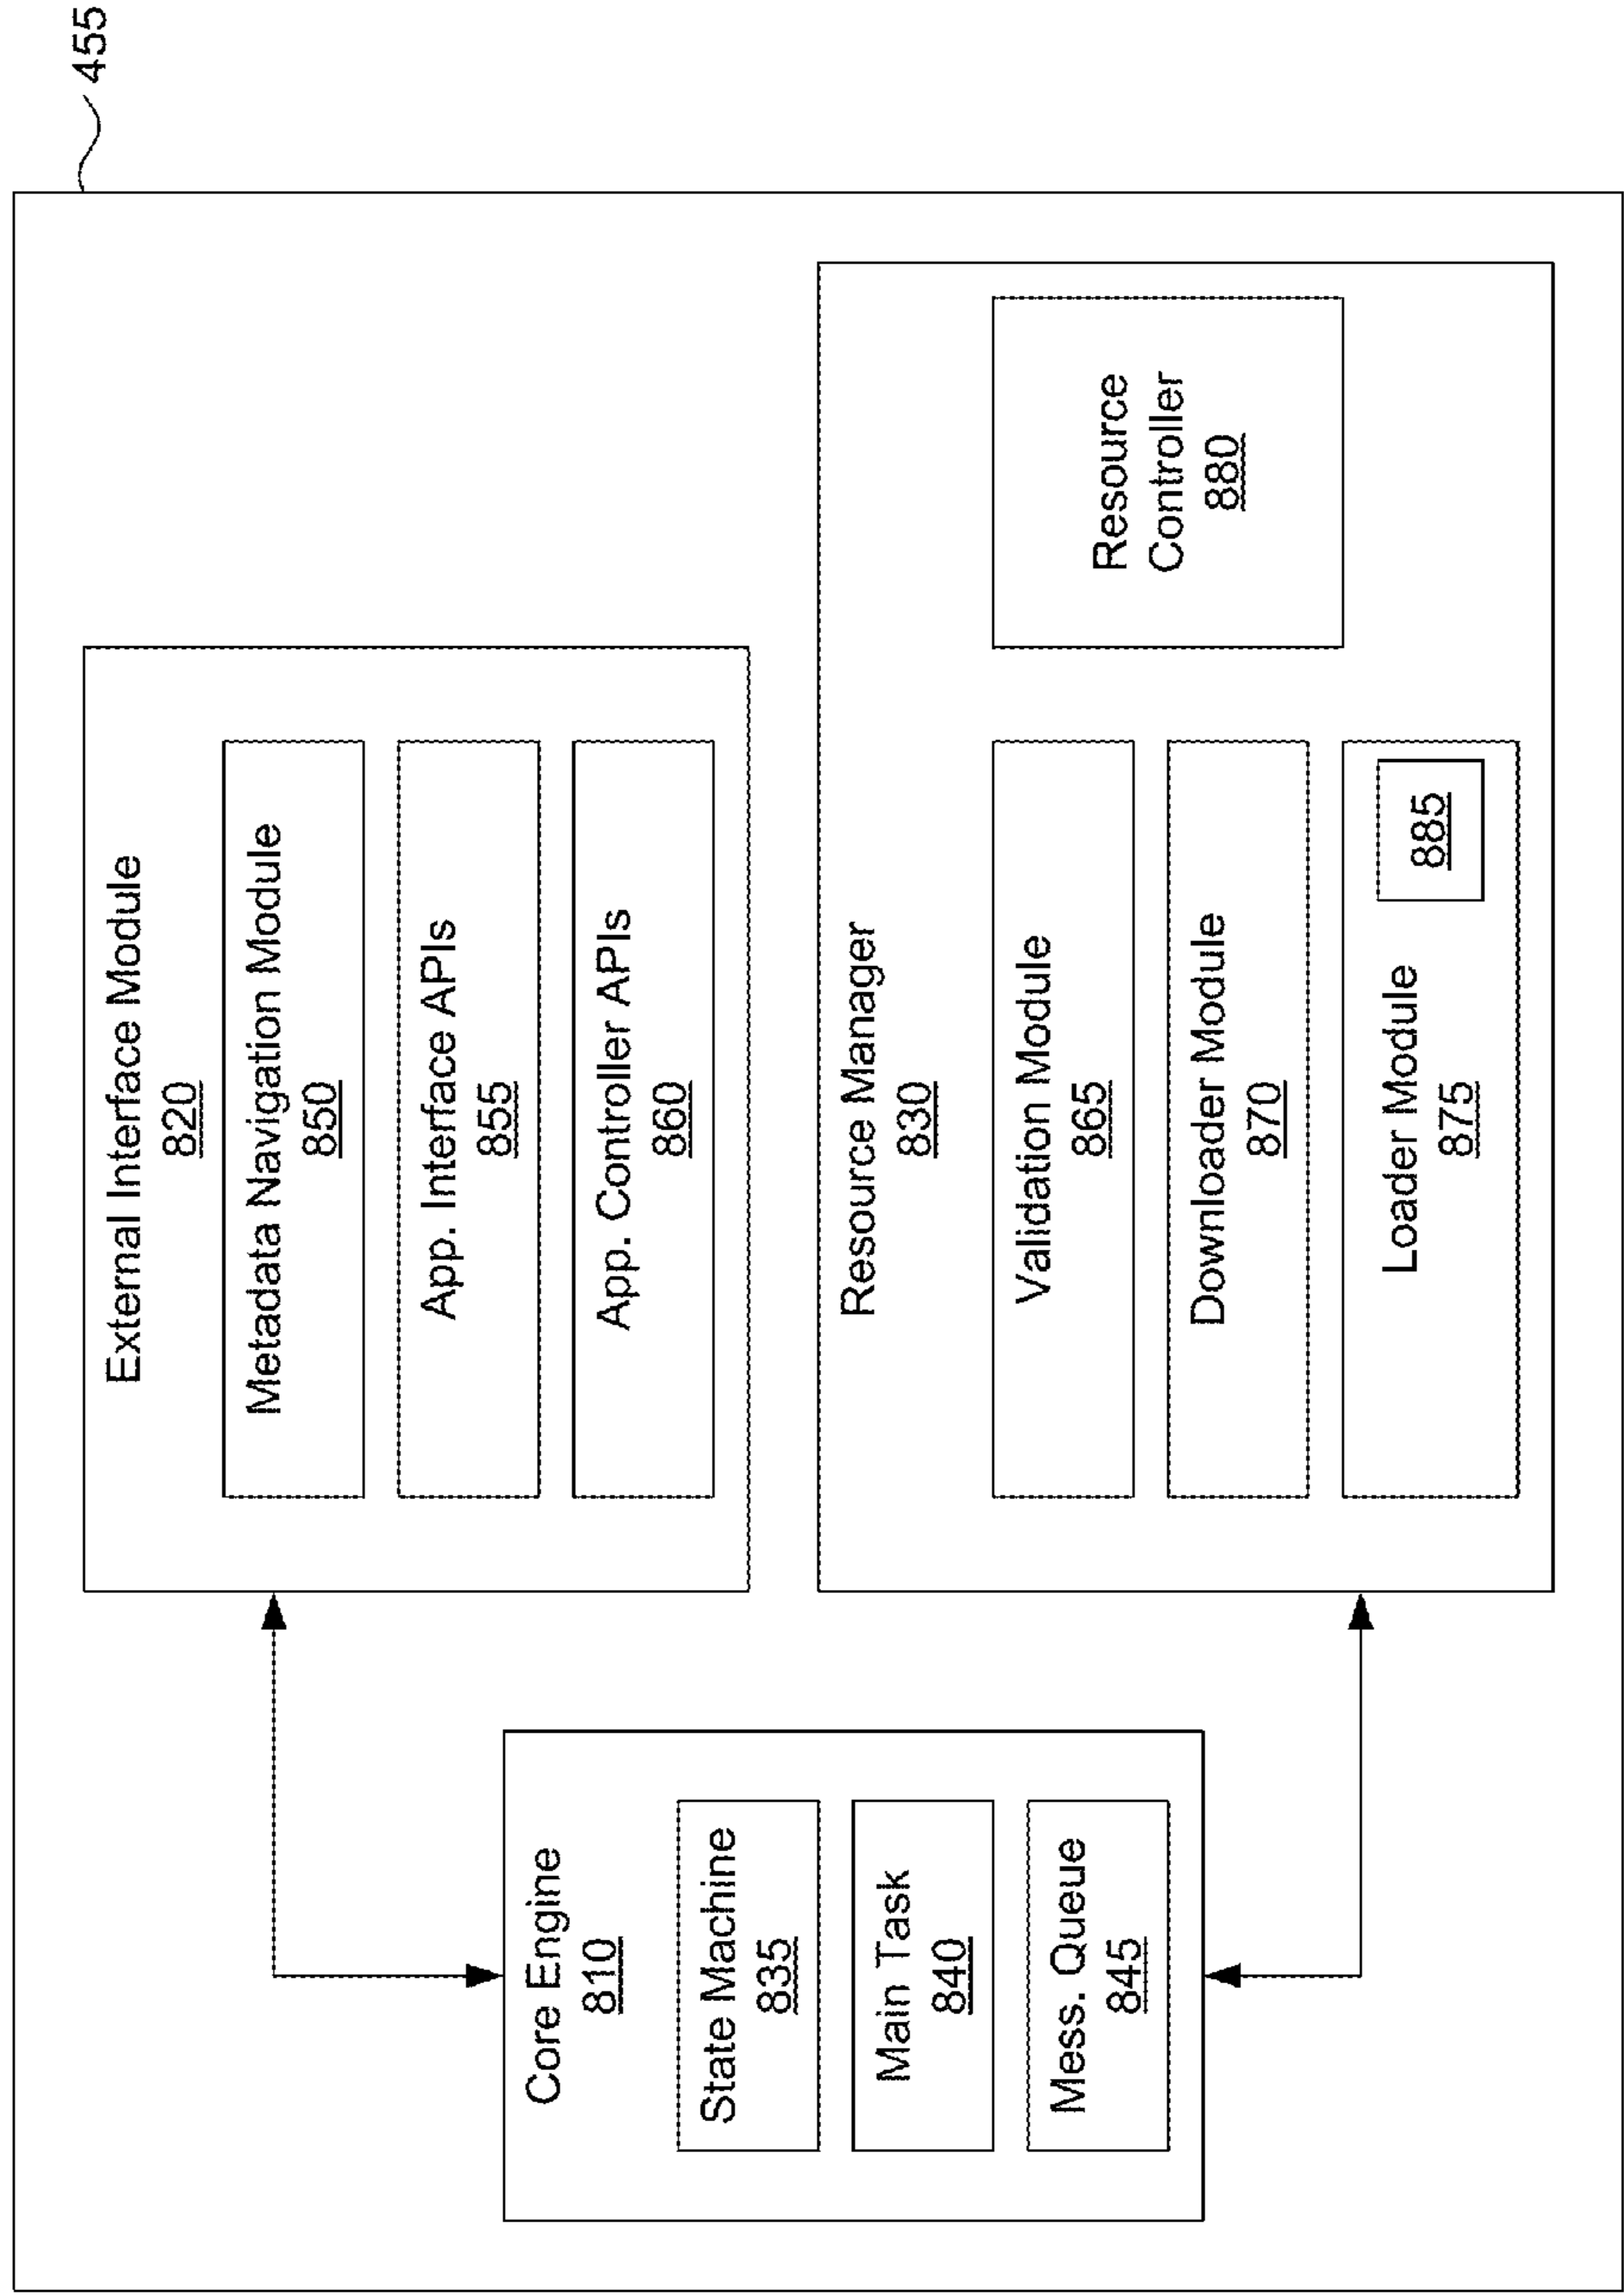 455
External Interface Module
820
Metadata Navigation Module
850
App. Interface APIs
855
App. Controller APIs
860
Core Engine
810
State Machine
835
Main Task
840
Mess. Queue
845
Resource Manager
830
Validation Module
865
Downloader Module
870
Loader Module
875
885
Resource
Controller
880